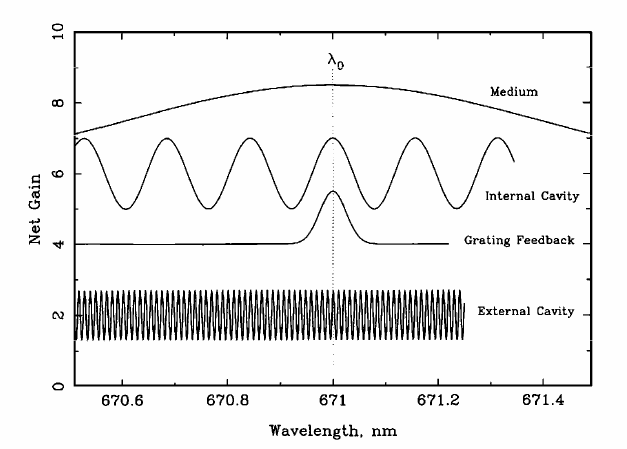 10
8
6
4
2
0
Net Gain
λ0
Medium
Internal Cavity
Grating Feedback
External Cavity
670.6 670.8 671 671.2 671.4
Wavelength, nm